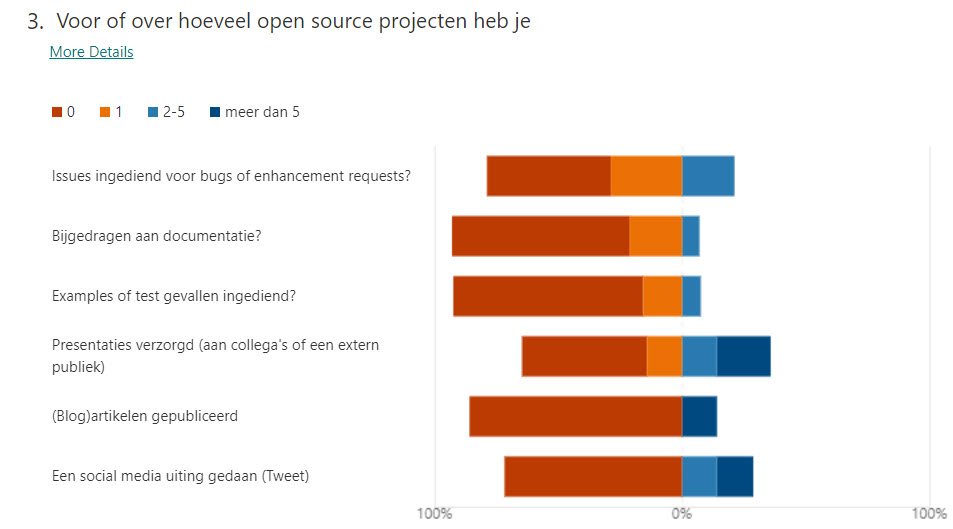 3. Voor of over hoeveel open source projecten heb je
More Details
0 1 2-5 meer dan 5
Issues ingediend voor bugs of enhancement requests?
Bijgedragen aan documentatie?
Examples of test gevallen ingediend?
Presentaties verzorgd (aan collega's of een extern
publiek)
(Blog)artikelen gepubliceerd
Een social media uiting gedaan (Tweet)
100% 0% 100%